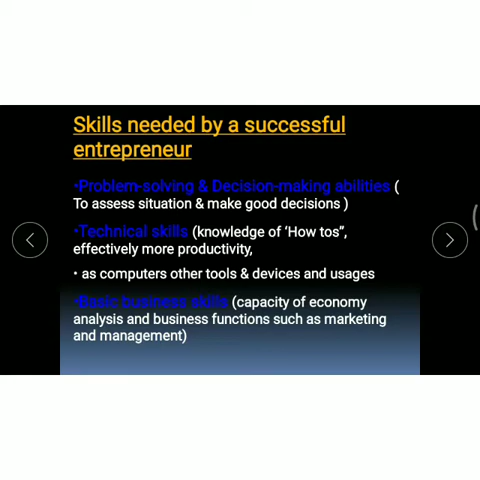 Skills needed by a successful
entrepreneur
•Problem-solving & Decision-making abilities (
To assess situation & make good decisions )
•Technical skills (knowledge of ‘How tos”,
effectively more productivity,
• as computers other tools & devices and usages
•Basic business skills (capacity of economy
analysis and business functions such as marketing
and management)